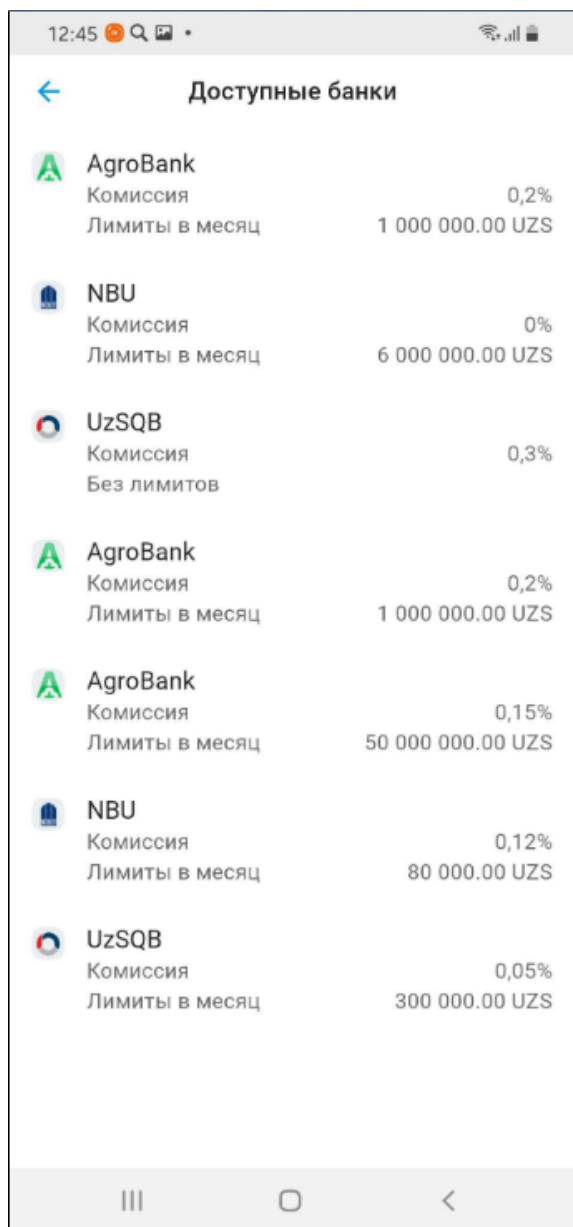 12:45
Доступные банки
AgroBank
Комиссия 0,2%
Лимиты в месяц 1 000 000.00 UZS
NBU
Комиссия 0%
Лимиты в месяц 6 000 000.00 UZS
UzSQB
Комиссия 0,3%
Без лимитов
AgroBank
Комиссия 0,2%
Лимиты в месяц 1 000 000.00 UZS
AgroBank
Комиссия 0,15%
Лимиты в месяц 50 000 000.00 UZS
NBU
Комиссия 0,12%
Лимиты в месяц 80 000.00 UZS
UzSQB
Комиссия 0,05%
Лимиты в месяц 300 000.00 UZS